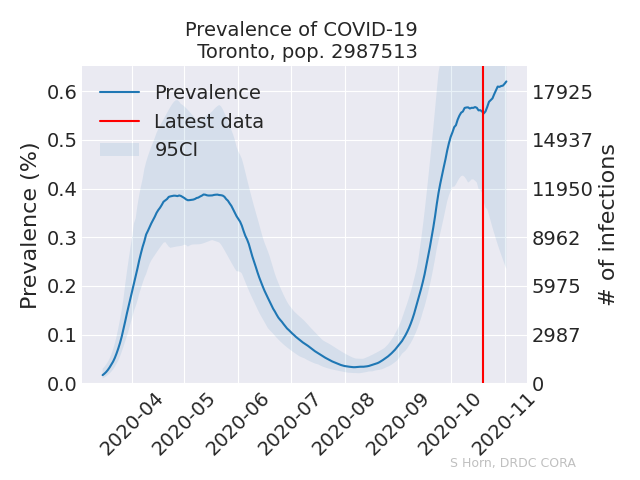 Prevalence of COVID-19
Toronto, pop. 2987513
Prevalence
Latest data
95CI
Prevalence (%)
0.6
0.5
0.4
0.3
0.2
0.1
0.0
17925
14937
11950
8962
5975
2987
0
# of infections
2020-04
2020-05
2020-06
2020-07
2020-08
2020-09
2020-10
2020-11
S Horn, DRDC CORA